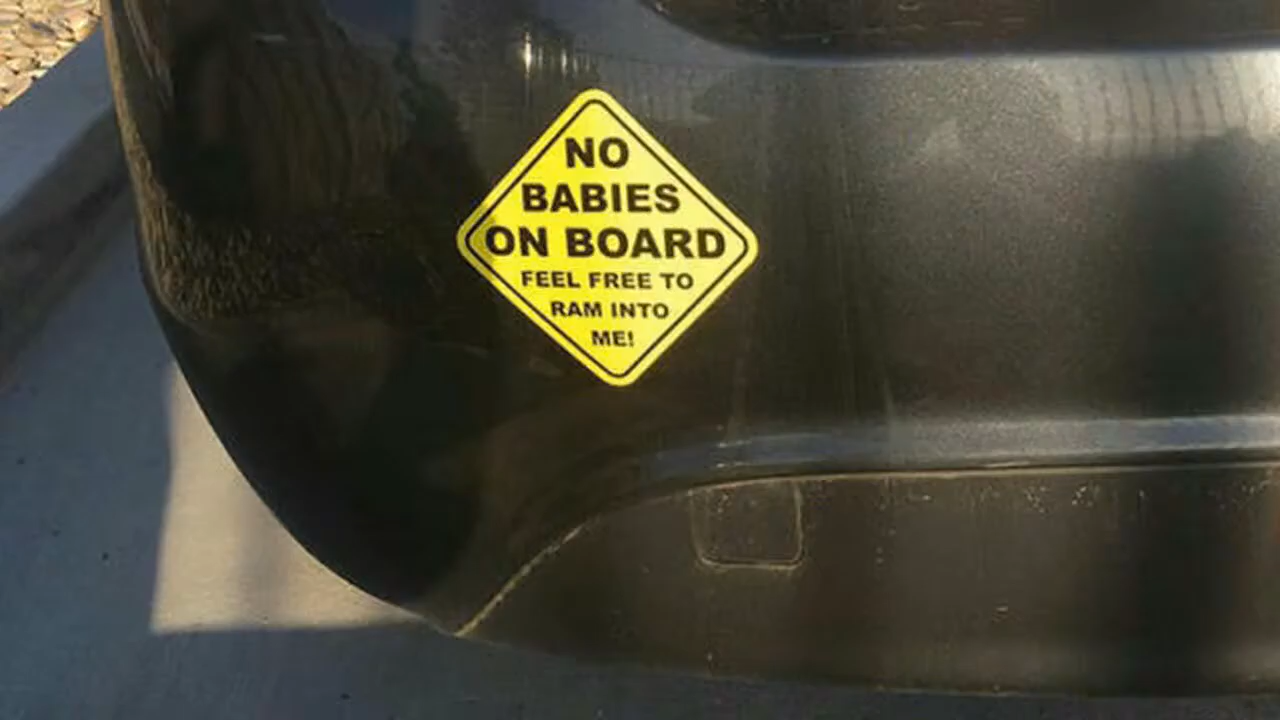 NO
BABIES
ON BOARD
FEEL FREE TO
RAM INTO
ME!